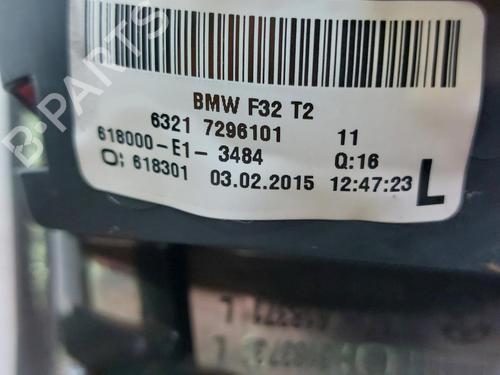 B-PARTS
BMW F32 T2
6321 7296101 11
618000-E1-3484 Q:16
O; 618301 03.02.2015 12:47:23 L